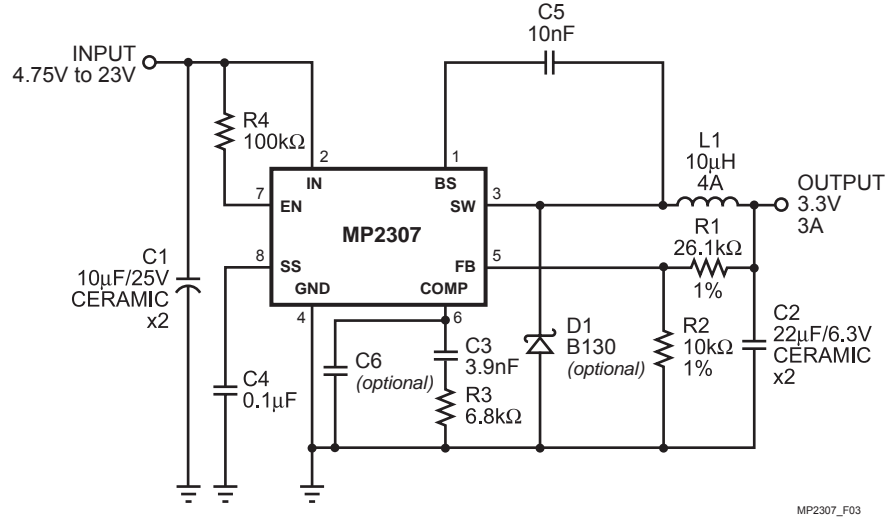 C5
10nF
INPUT
4.75V to 23V
R4
100kΩ
2
1
IN
BS
L1
10µH
4A
7
EN
SW
3
OUTPUT
3.3V
3A
MP2307
R1
26.1kΩ
1%
8
SS
FB
5
C1
10µF/25V
CERAMIC
x2
GND
COMP
4
6
C4
0.1µF
C6
(optional)
C3
3.9nF
R3
6.8kΩ
D1
B130
(optional)
R2
10kΩ
1%
C2
22µF/6.3V
CERAMIC
x2
MP2307_F03